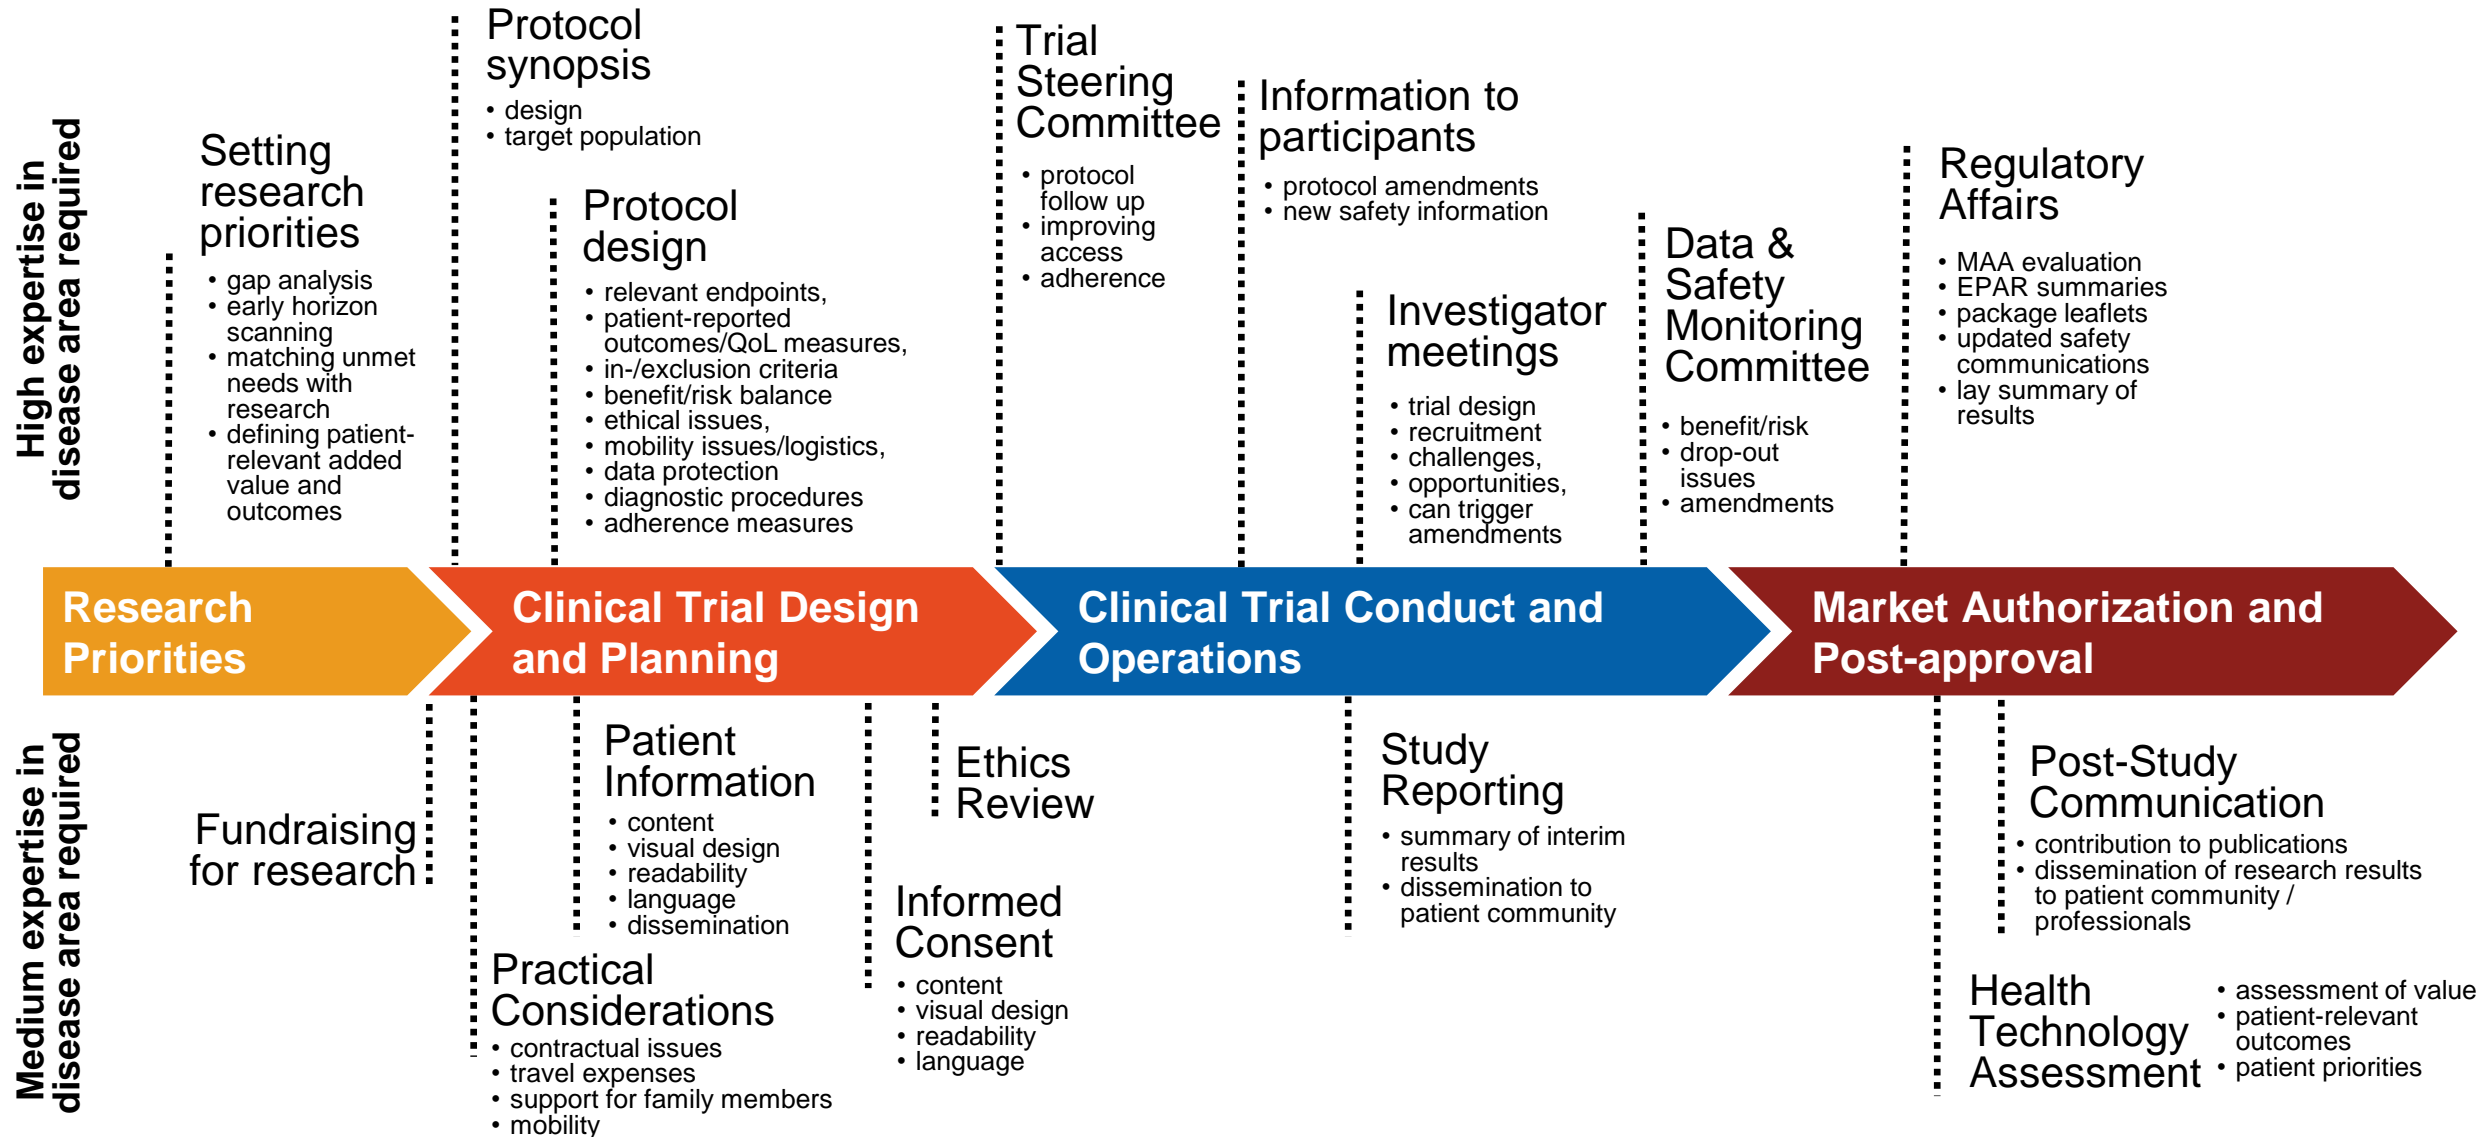 High expertise in
disease area required
Setting
research
priorities
• gap analysis
• early horizon
scanning
• matching unmet
needs with
research
• defining patient-
relevant added
value and
outcomes
Protocol
synopsis
• design
• target population
Protocol
design
• relevant endpoints,
• patient-reported
outcomes/QoL measures,
• in-/exclusion criteria
• benefit/risk balance
• ethical issues,
• mobility issues/logistics,
• data protection
• diagnostic procedures
• adherence measures
Trial
Steering
Committee
• protocol
follow up
• improving
access
• adherence
Information to
participants
• protocol amendments
• new safety information
Investigator
meetings
• trial design
• recruitment
• challenges,
• opportunities,
• can trigger
amendments
Data &
Safety
Monitoring
Committee
• benefit/risk
• drop-out
issues
• amendments
Regulatory
Affairs
• MAA evaluation
• EPAR summaries
• package leaflets
• updated safety
communications
• lay summary of
results
Research
Priorities
Clinical Trial Design
and Planning
Clinical Trial Conduct and
Operations
Market Authorization and
Post-approval
Medium expertise in
disease area required
Fundraising
for research
Practical
Considerations
• contractual issues
• travel expenses
• support for family members
• mobility
Patient
Information
• content
• visual design
• readability
• language
• dissemination
Informed
Consent
• content
• visual design
• readability
• language
Ethics
Review
Study
Reporting
• summary of interim
results
• dissemination to
patient community
Post-Study
Communication
• contribution to publications
• dissemination of research results
to patient community /
professionals
Health
Technology
Assessment
• assessment of value
• patient-relevant
outcomes
• patient priorities